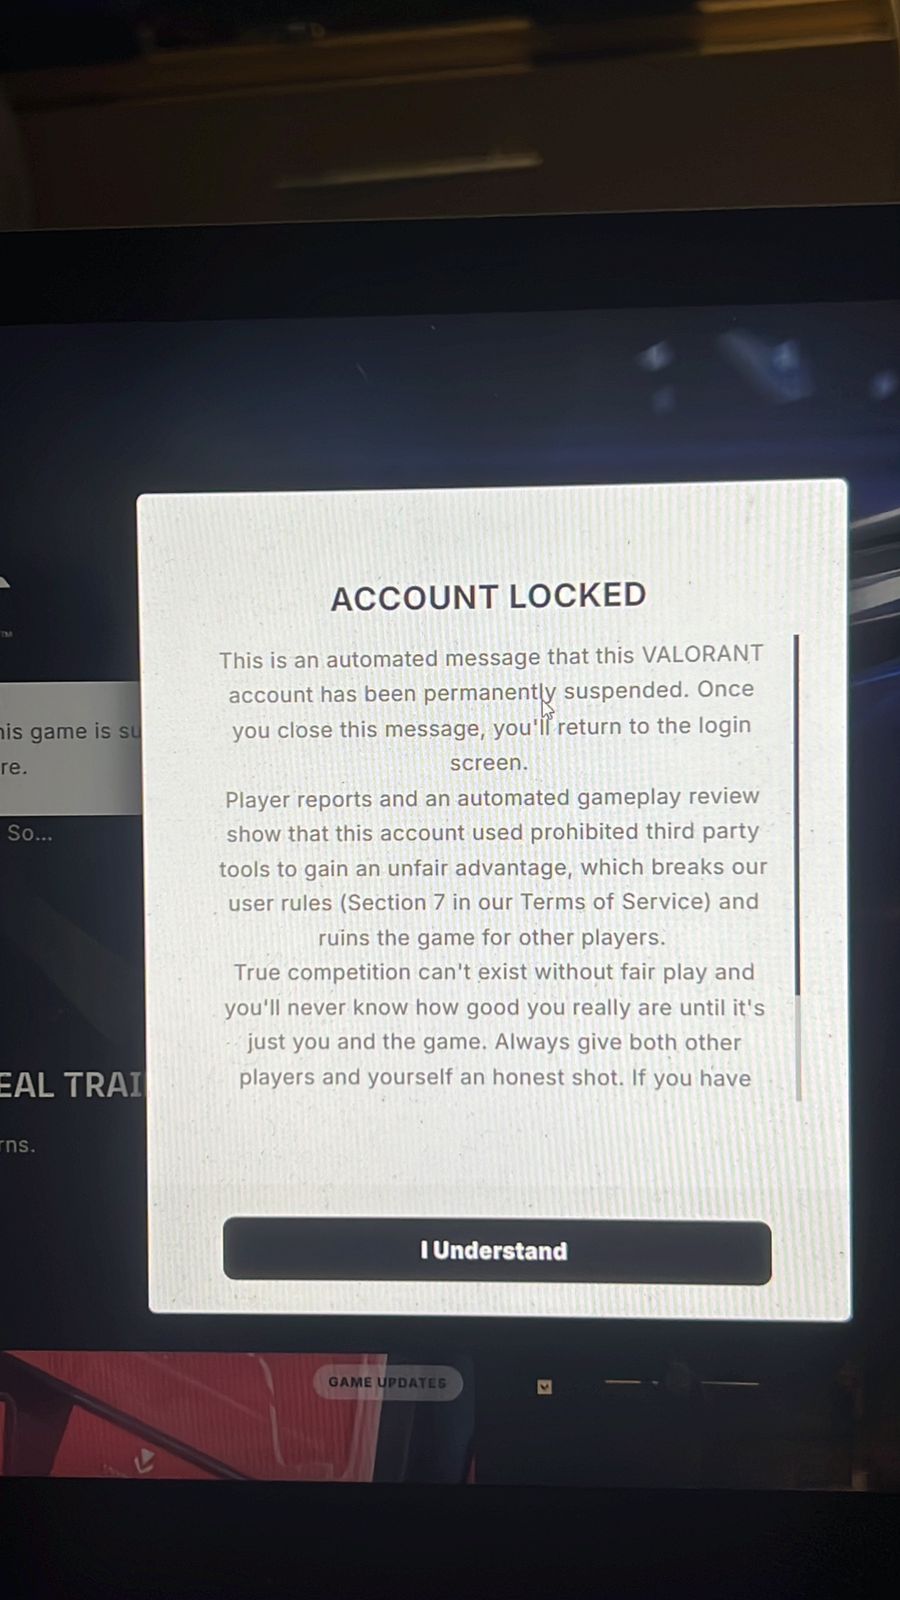 ACCOUNT LOCKED
This is an automated message that this VALORANT
account has been permanently suspended. Once
you close this message, you'll return to the login
screen.
Player reports and an automated gameplay review
show that this account used prohibited third party
tools to gain an unfair advantage, which breaks our
user rules (Section 7 in our Terms of Service) and
ruins the game for other players.
True competition can't exist without fair play and
you'll never know how good you really are until it's
just you and the game. Always give both other
players and yourself an honest shot. If you have
I Understand
TM
his game is su
re.
So...
EAL TRAI
rns.
GAME UPDATES